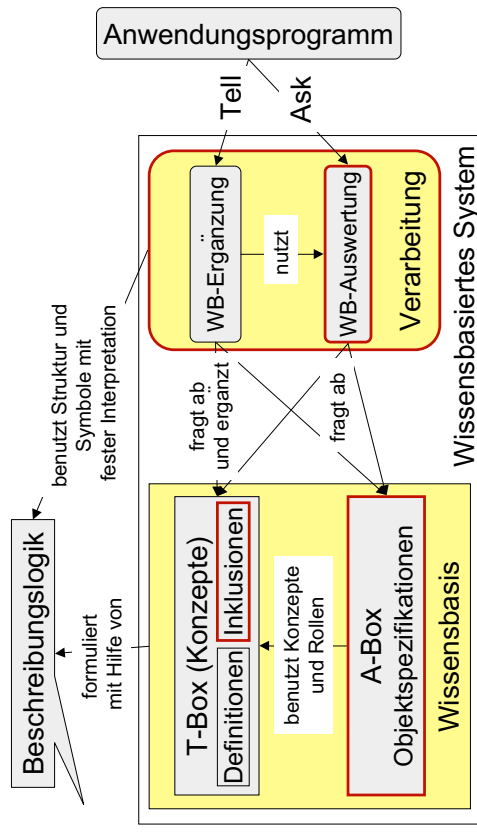 Beschreibungslogik
formuliert
mit Hilfe von
benutzt Struktur und
Symbole mit
fester Interpretation
T-Box (Konzepte)
Definitionen
Inklusionen
benutzt Konzepte
und Rollen
A-Box
Objektspezifikationen
Wissensbasis
fragt ab
und ergänzt
fragt ab
WB-Ergänzung
nutzt
WB-Auswertung
Verarbeitung
Wissensbasiertes System
Tell
Ask
Anwendungsprogramm